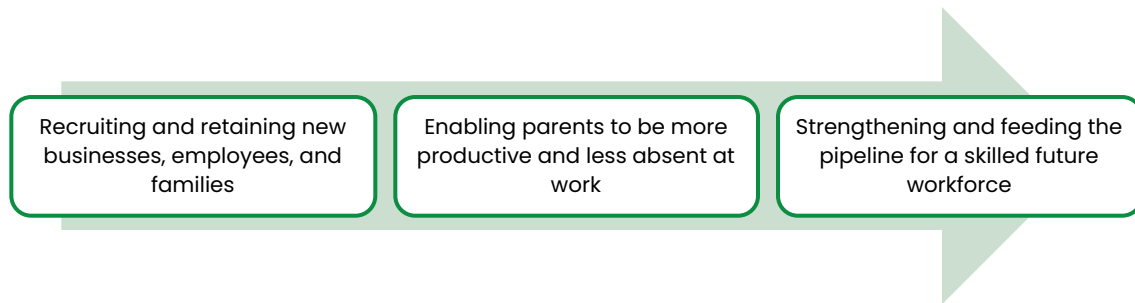 Recruiting and retaining new
businesses, employees, and
families
Enabling parents to be more
productive and less absent at
work
Strengthening and feeding the
pipeline for a skilled future
workforce